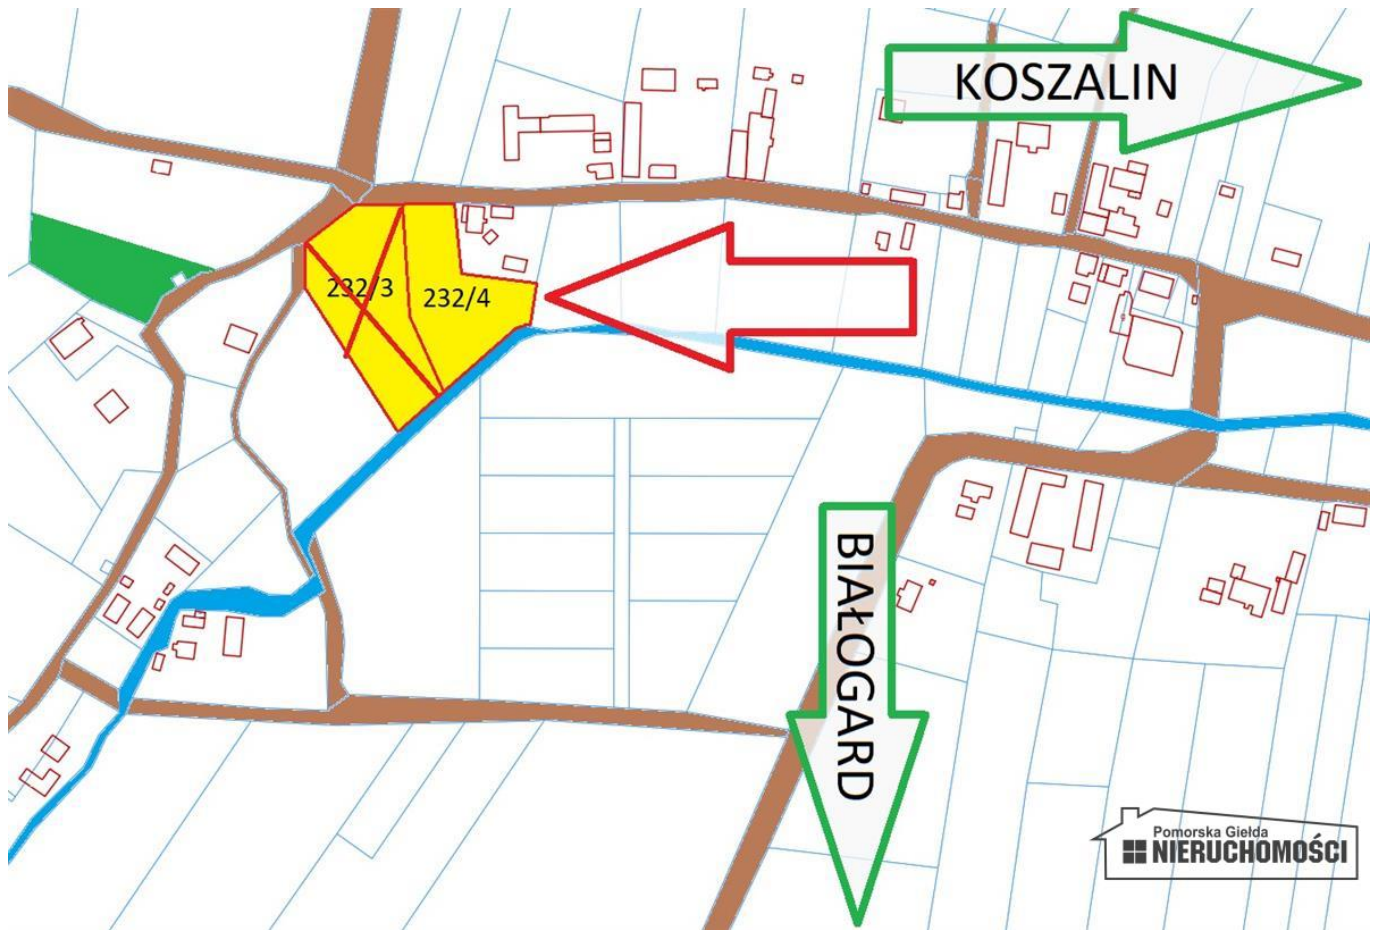 KOSZALIN
232/3
232/4
BIAŁOGARD
Pomorska Giełda
NIERUCHOMOŚCI